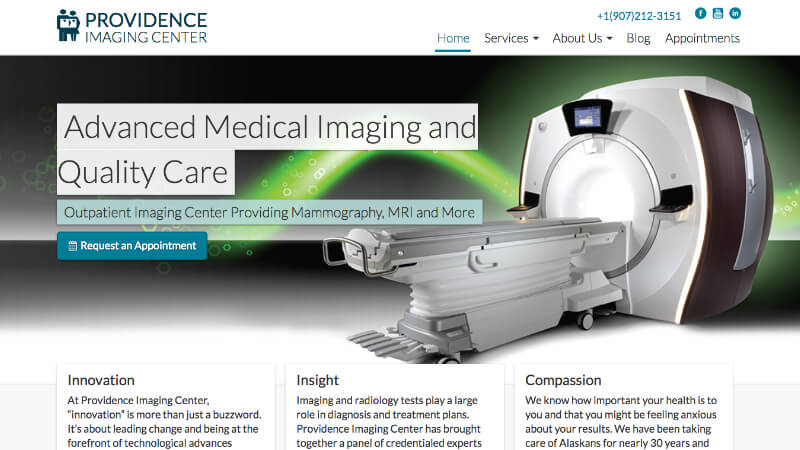 PROVIDENCE
IMAGING CENTER
+1(907)212-3151
Home Services About Us Blog Appointments
Advanced Medical Imaging and
Quality Care
Outpatient Imaging Center Providing Mammography, MRI and More
Request an Appointment
Innovation
At Providence Imaging Center,
"innovation" is more than just a buzzword.
It's about leading change and being at the
forefront of technological advances
Insight
Imaging and radiology tests play a large
role in diagnosis and treatment plans.
Providence Imaging Center has brought
together a panel of credentialed experts
Compassion
We know how important your health is to
you and that you might be feeling anxious
about your results. We have been taking
care of Alaskans for nearly 30 years and